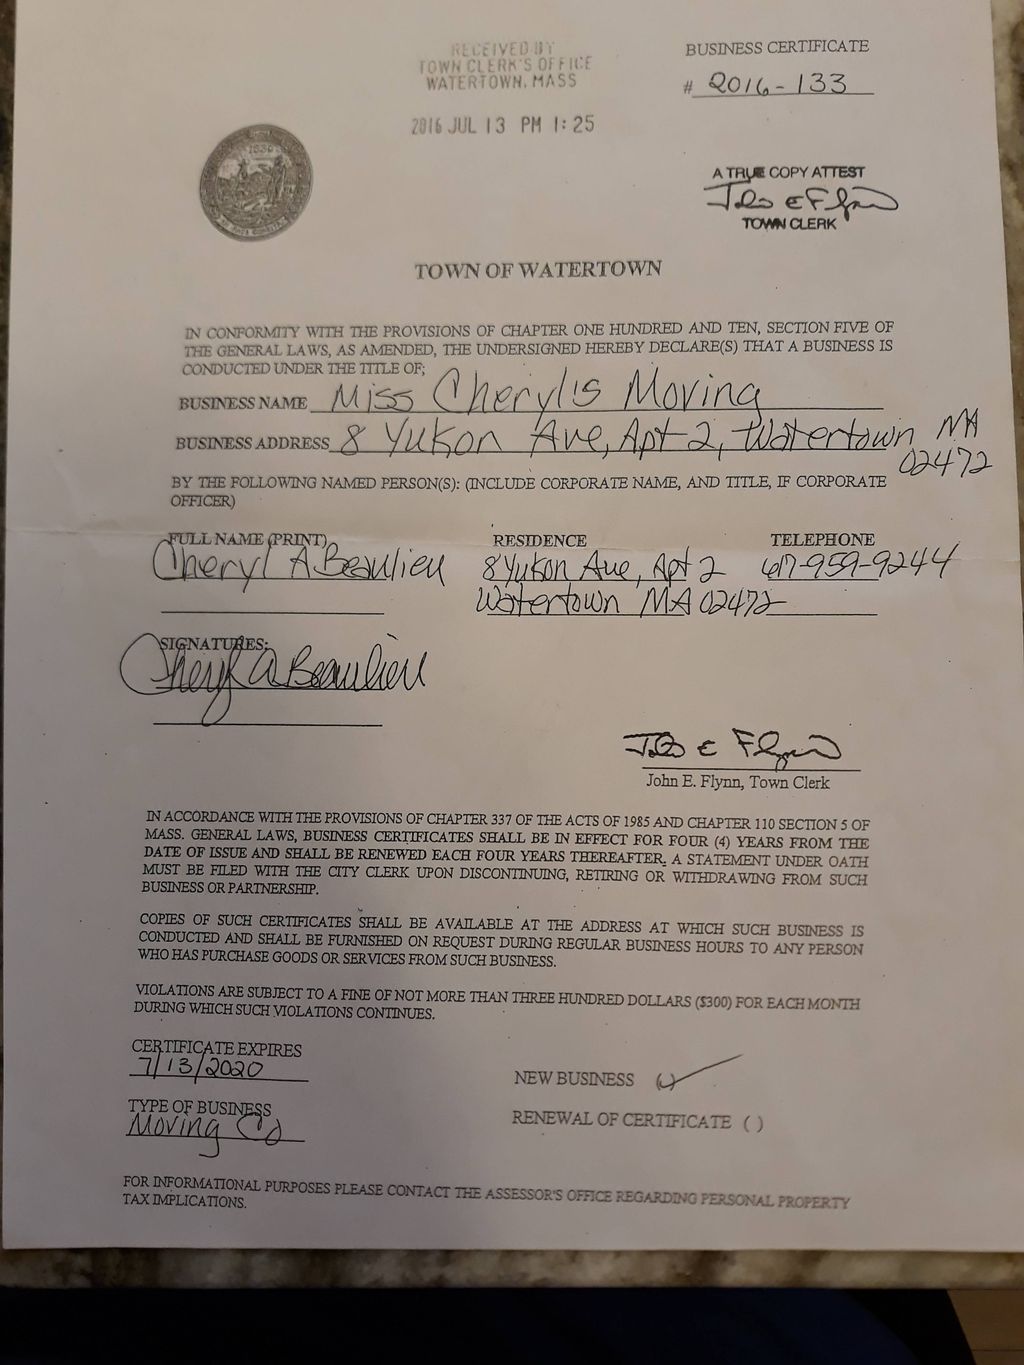 RECEIVED BY
TOWN CLERK'S OFFICE
WATERTOWN, MASS
2016 JUL 13 PM 1:25
BUSINESS CERTIFICATE
# 2016-133
1630
A TRUE COPY ATTEST
John E Flynn
TOWN CLERK
TOWN OF WATERTOWN
IN CONFORMITY WITH THE PROVISIONS OF CHAPTER ONE HUNDRED AND TEN, SECTION FIVE OF
THE GENERAL LAWS, AS AMENDED, THE UNDERSIGNED HEREBY DECLARE(S) THAT A BUSINESS IS
CONDUCTED UNDER THE TITLE OF;
BUSINESS NAME Miss Cheryl's Moving
BUSINESS ADDRESS 8 Yukon Ave, Apt 2, Watertown MA
02472
BY THE FOLLOWING NAMED PERSON(S): (INCLUDE CORPORATE NAME, AND TITLE, IF CORPORATE
OFFICER)
FULL NAME (PRINT) RESIDENCE TELEPHONE
Cheryl A Beaulieu 8 Yukon Ave, Apt 2 617-959-9244
Watertown MA 02472
SIGNATURES:
Cheryl A Beaulieu
John E Flynn
John E. Flynn, Town Clerk
IN ACCORDANCE WITH THE PROVISIONS OF CHAPTER 337 OF THE ACTS OF 1985 AND CHAPTER 110 SECTION 5 OF
MASS. GENERAL LAWS, BUSINESS CERTIFICATES SHALL BE IN EFFECT FOR FOUR (4) YEARS FROM THE
DATE OF ISSUE AND SHALL BE RENEWED EACH FOUR YEARS THEREAFTER. A STATEMENT UNDER OATH
MUST BE FILED WITH THE CITY CLERK UPON DISCONTINUING, RETIRING OR WITHDRAWING FROM SUCH
BUSINESS OR PARTNERSHIP.
COPIES OF SUCH CERTIFICATES SHALL BE AVAILABLE AT THE ADDRESS AT WHICH SUCH BUSINESS IS
CONDUCTED AND SHALL BE FURNISHED ON REQUEST DURING REGULAR BUSINESS HOURS TO ANY PERSON
WHO HAS PURCHASE GOODS OR SERVICES FROM SUCH BUSINESS.
VIOLATIONS ARE SUBJECT TO A FINE OF NOT MORE THAN THREE HUNDRED DOLLARS ($300) FOR EACH MONTH
DURING WHICH SUCH VIOLATIONS CONTINUES.
CERTIFICATE EXPIRES
7/13/2020
NEW BUSINESS (✓)
TYPE OF BUSINESS
Moving Co
RENEWAL OF CERTIFICATE ( )
FOR INFORMATIONAL PURPOSES PLEASE CONTACT THE ASSESSOR'S OFFICE REGARDING PERSONAL PROPERTY
TAX IMPLICATIONS.